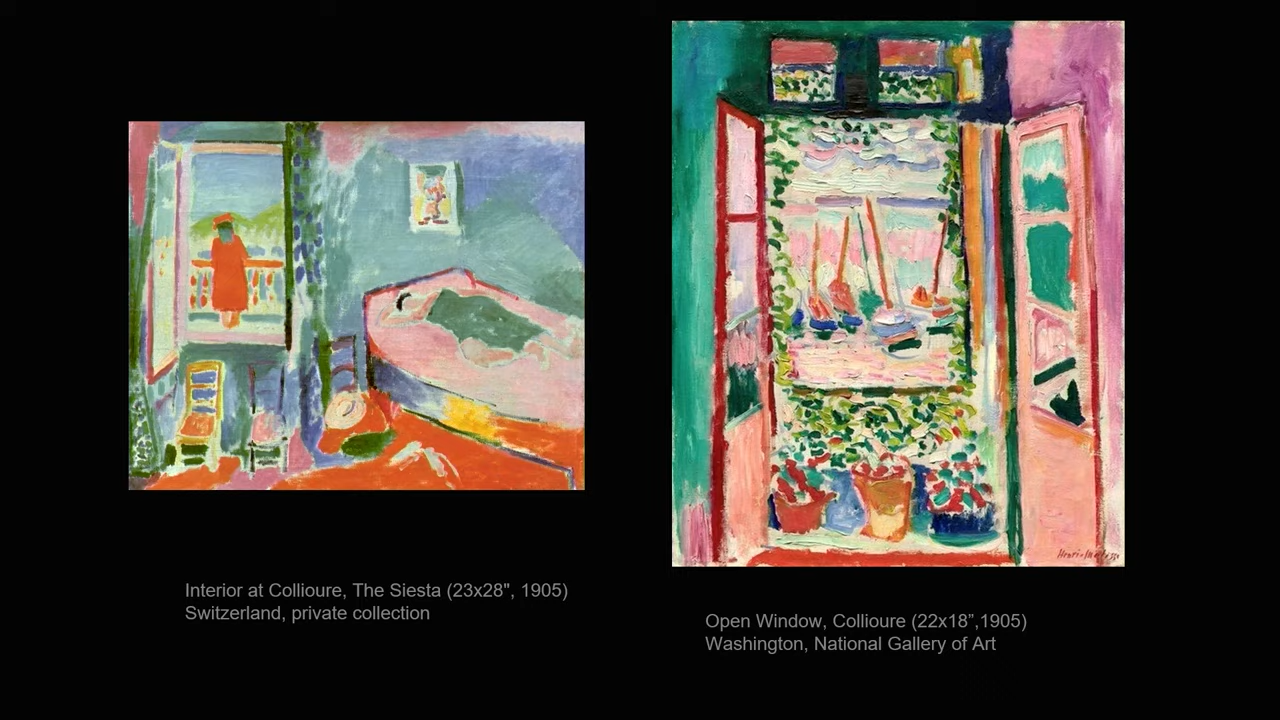 Interior at Collioure, The Siesta (23x28", 1905)
Switzerland, private collection
Open Window, Collioure (22x18”,1905)
Washington, National Gallery of Art